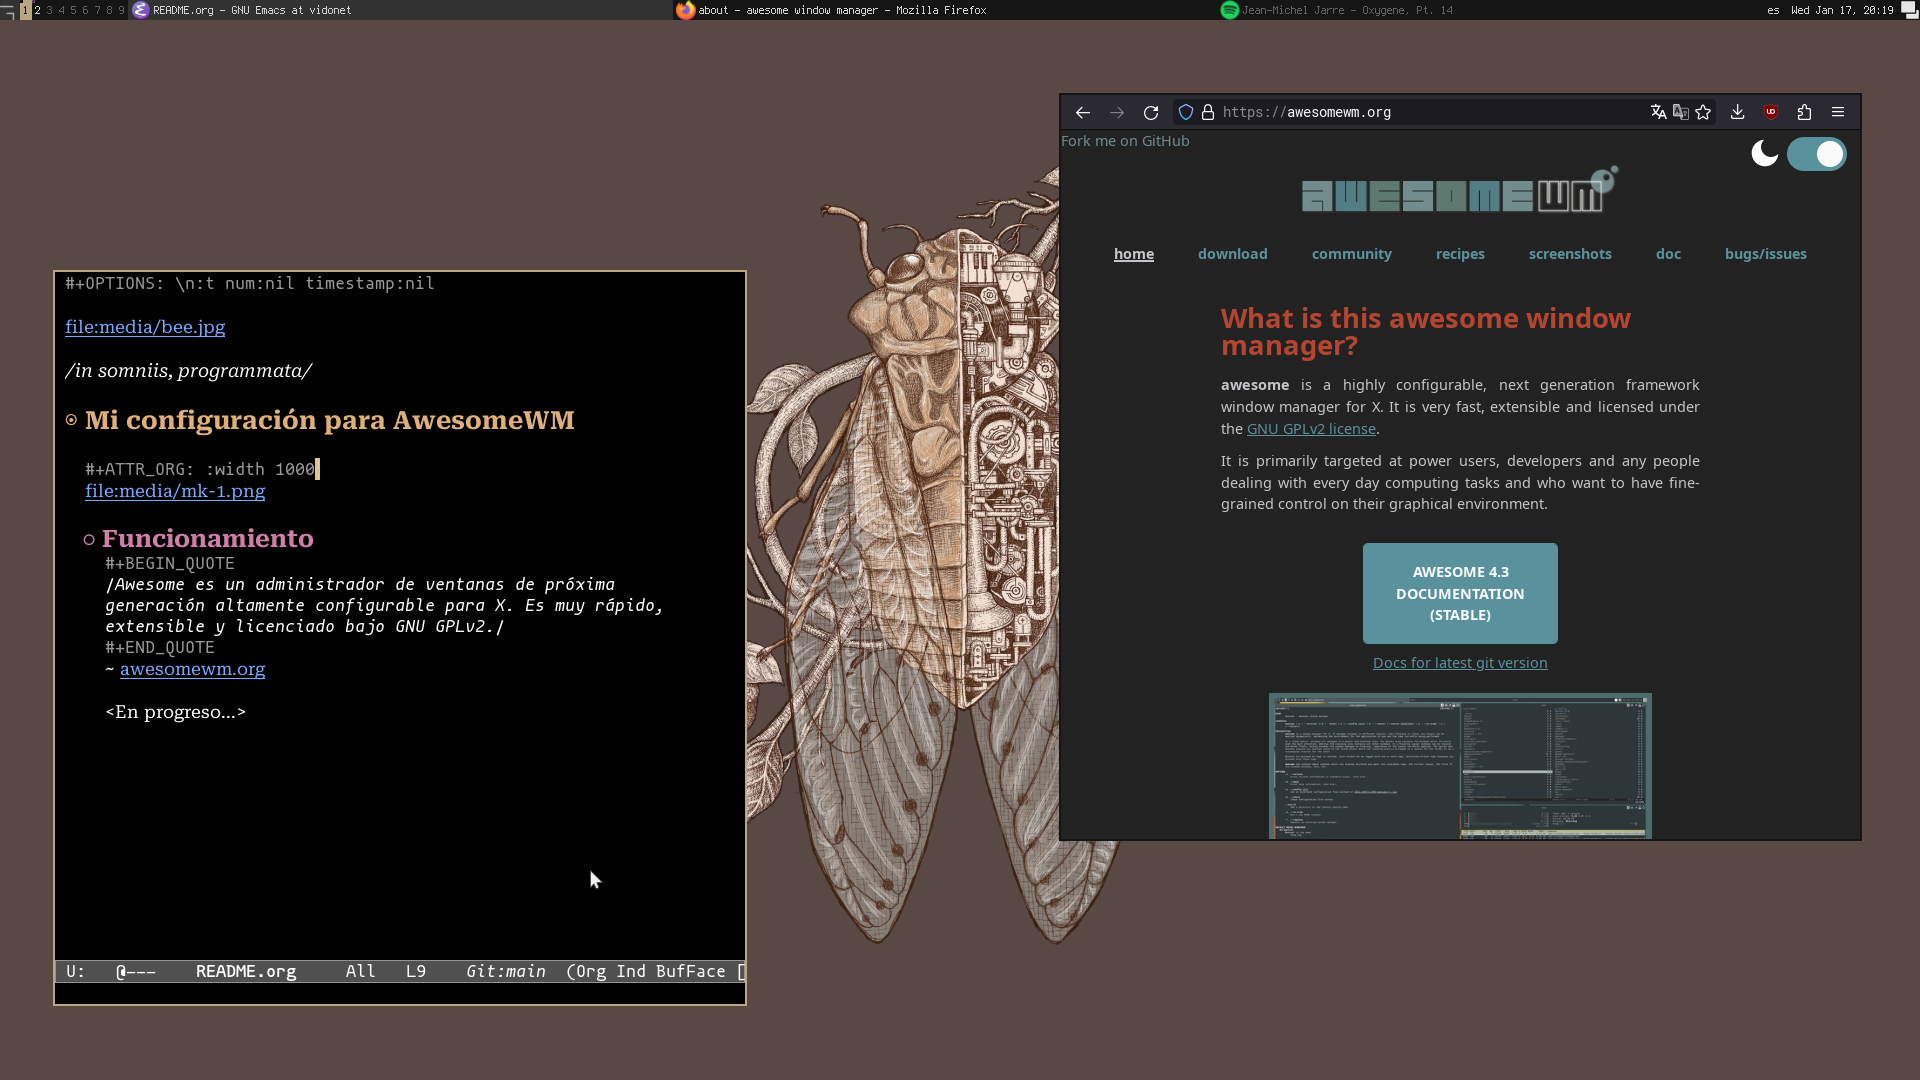 1 2 3 4 5 6 7 8 9 README.org - GNU Emacs at vidonet about - awesome window manager - Mozilla Firefox Jean-Michel Jarre - Oxygene, Pt. 14 es Wed Jan 17, 20:19
#+OPTIONS: \n:t num:nil timestamp:nil
file:media/bee.jpg
/in somniis, programmata/
Mi configuración para AwesomeWM
#+ATTR_ORG: :width 1000
file:media/mk-1.png
Funcionamiento
#+BEGIN_QUOTE
/Awesome es un administrador de ventanas de próxima
generación altamente configurable para X. Es muy rápido,
extensible y licenciado bajo GNU GPLv2./
#+END_QUOTE
~ awesomewm.org
<En progreso...>
U: @--- README.org All L9 Git:main (Org Ind BufFace
https://awesomewm.org
Fork me on GitHub
awesomewm
home download community recipes screenshots doc bugs/issues
What is this awesome window
manager?
awesome is a highly configurable, next generation framework
window manager for X. It is very fast, extensible and licensed under
the GNU GPLv2 license.
It is primarily targeted at power users, developers and any people
dealing with every day computing tasks and who want to have fine-
grained control on their graphical environment.
AWESOME 4.3
DOCUMENTATION
(STABLE)
Docs for latest git version